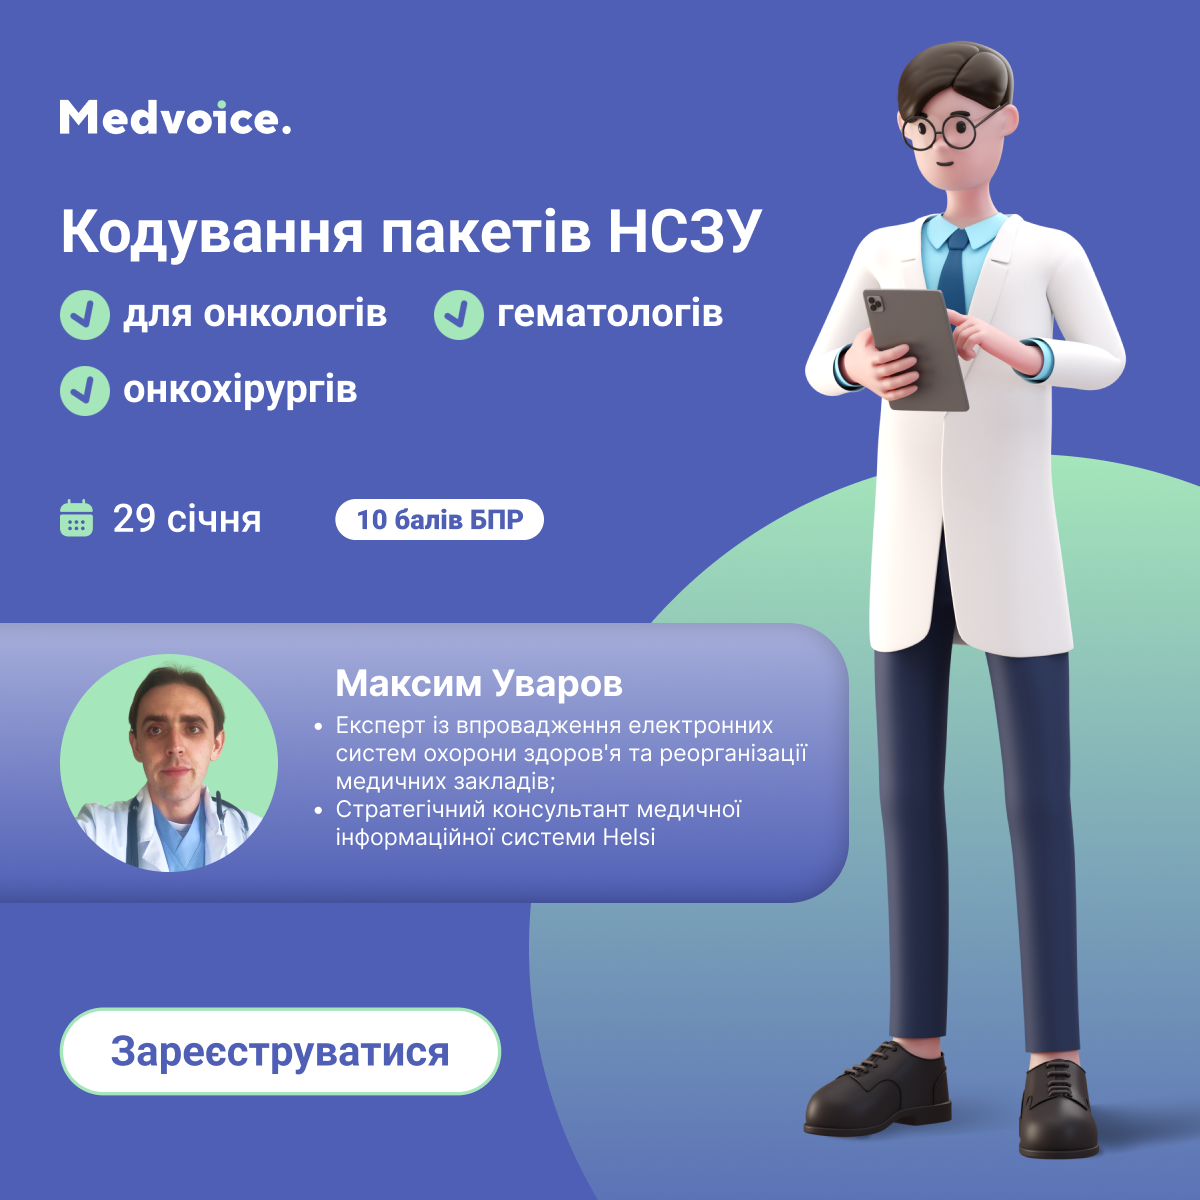 Medvoice.
Кодування пакетів НСЗУ
для онкологів
гематологів
онкохірургів
29 січня
10 балів БПР
Максим Уваров
• Експерт із впровадження електронних
систем охорони здоров'я та реорганізації
медичних закладів;
• Стратегічний консультант медичної
інформаційної системи Helsi
Зареєструватися